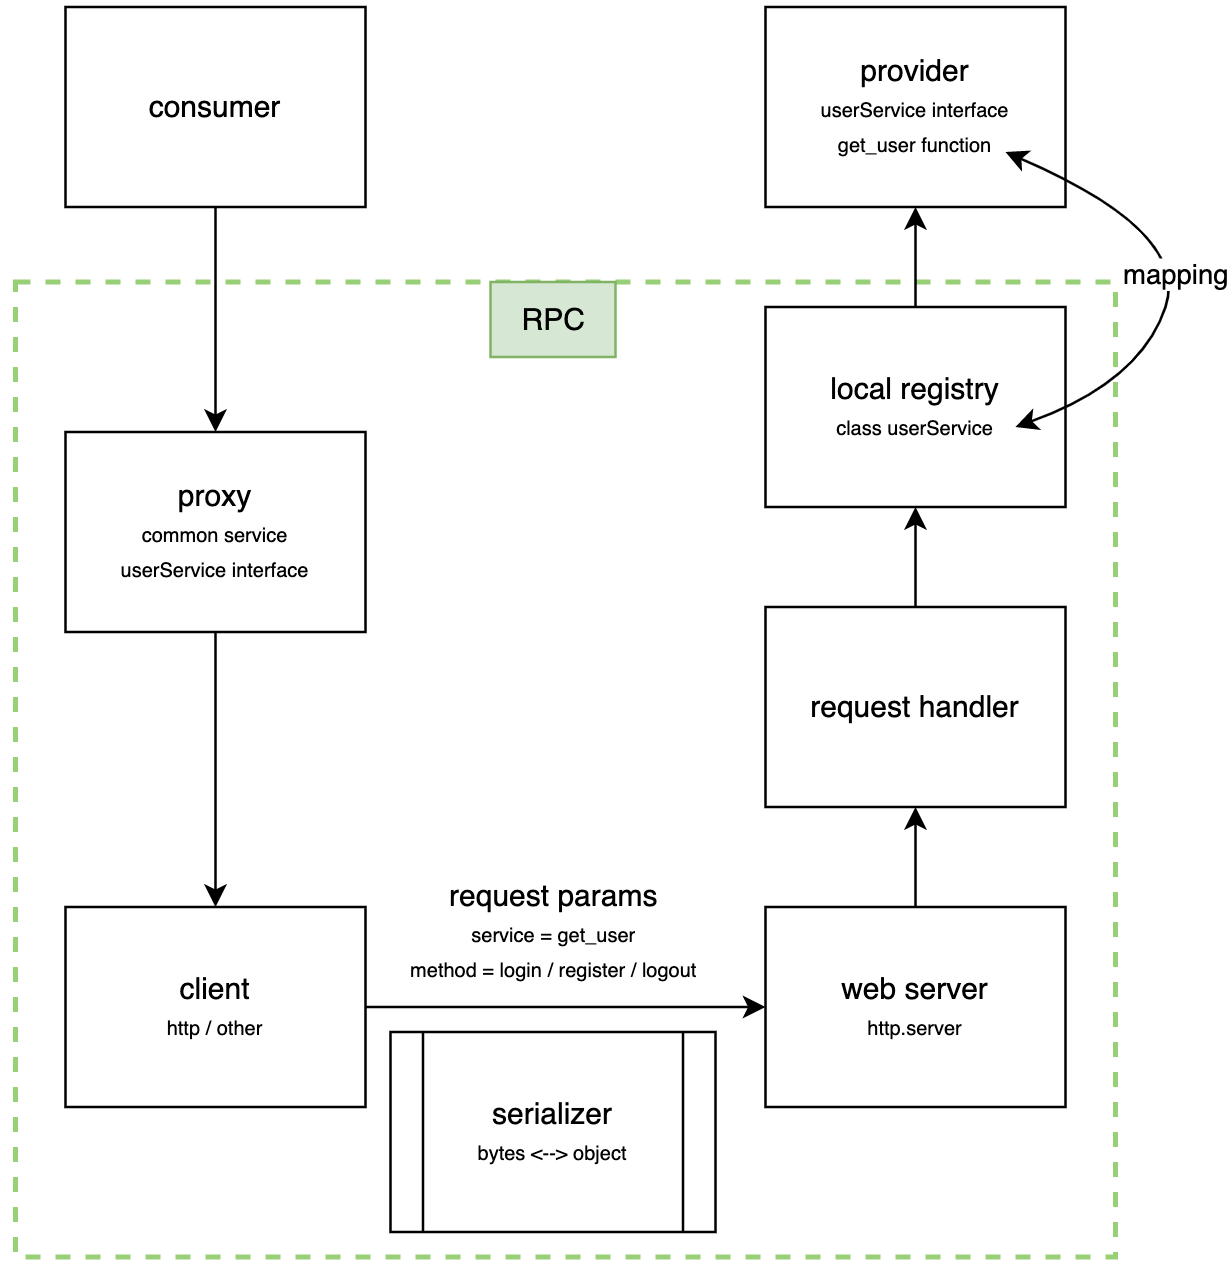 consumer
provider
userService interface
get_user function
mapping
RPC
local registry
class userService
proxy
common service
userService interface
request handler
request params
service = get_user
method = login / register / logout
client
http / other
web server
http.server
serializer
bytes <--> object